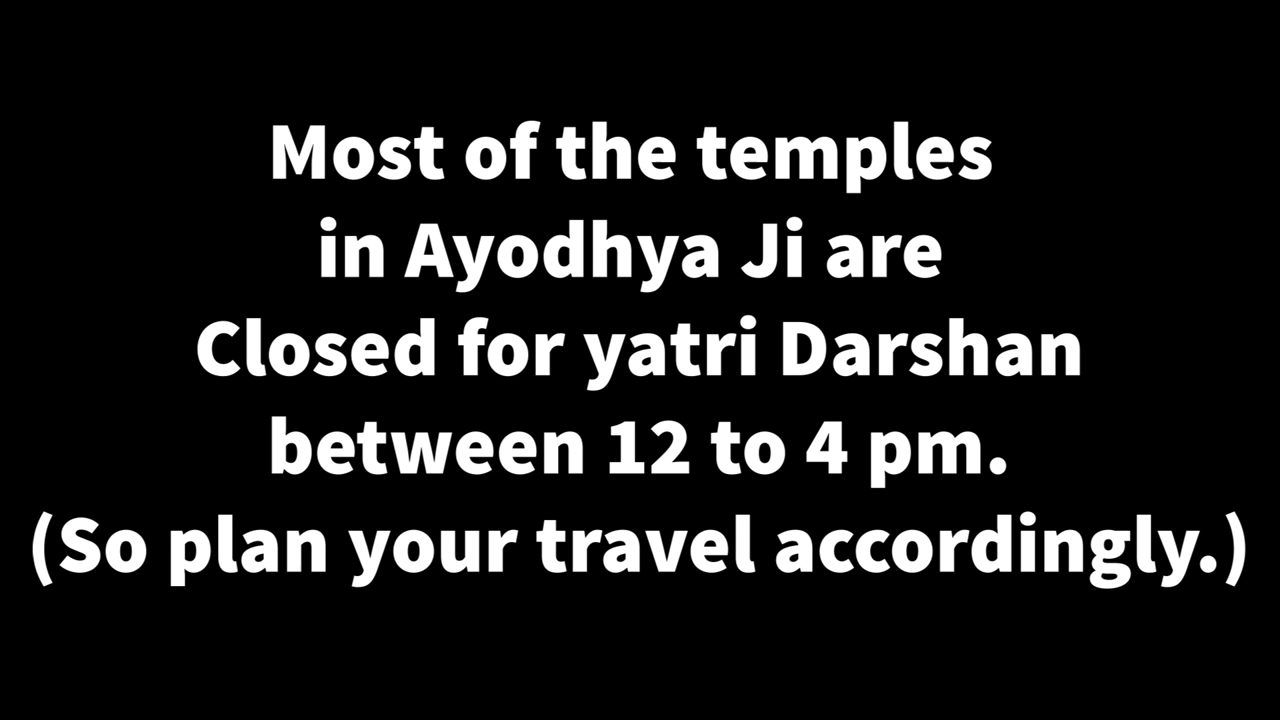 Most of the temples
in Ayodhya Ji are
Closed for yatri Darshan
between 12 to 4 pm.
(So plan your travel accordingly.)